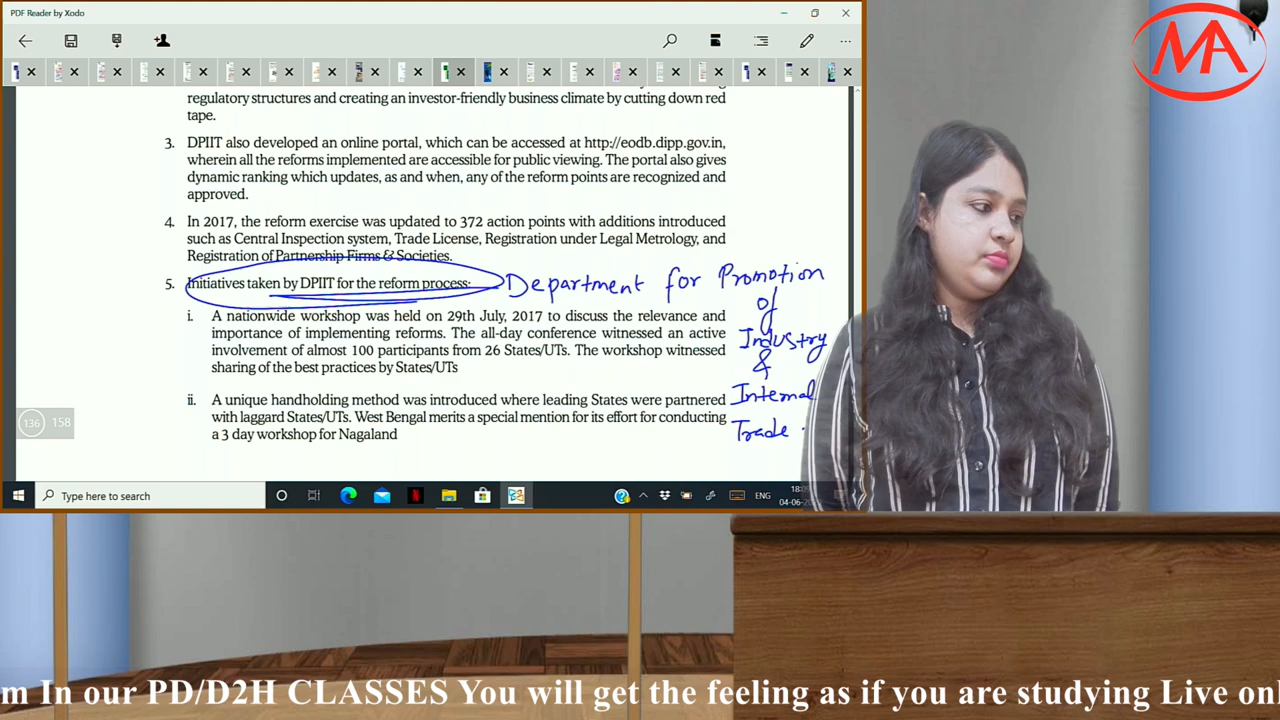 PDF Reader by Xodo
MA
regulatory structures and creating an investor-friendly business climate by cutting down red
tape.
3. DPIIT also developed an online portal, which can be accessed at http://eodb.dipp.gov.in,
wherein all the reforms implemented are accessible for public viewing. The portal also gives
dynamic ranking which updates, as and when, any of the reform points are recognized and
approved.
4. In 2017, the reform exercise was updated to 372 action points with additions introduced
such as Central Inspection system, Trade License, Registration under Legal Metrology, and
Registration of Partnership Firms & Societies.
5. Initiatives taken by DPIIT for the reform process:
Department for Promotion
of
Industry
&
Internal
Trade
i. A nationwide workshop was held on 29th July, 2017 to discuss the relevance and
importance of implementing reforms. The all-day conference witnessed an active
involvement of almost 100 participants from 26 States/UTs. The workshop witnessed
sharing of the best practices by States/UTs
ii. A unique handholding method was introduced where leading States were partnered
with laggard States/UTs. West Bengal merits a special mention for its effort for conducting
a 3 day workshop for Nagaland
136 158
Type here to search
ENG
m In our PD/D2H CLASSES You will get the feeling as if you are studying Live onl